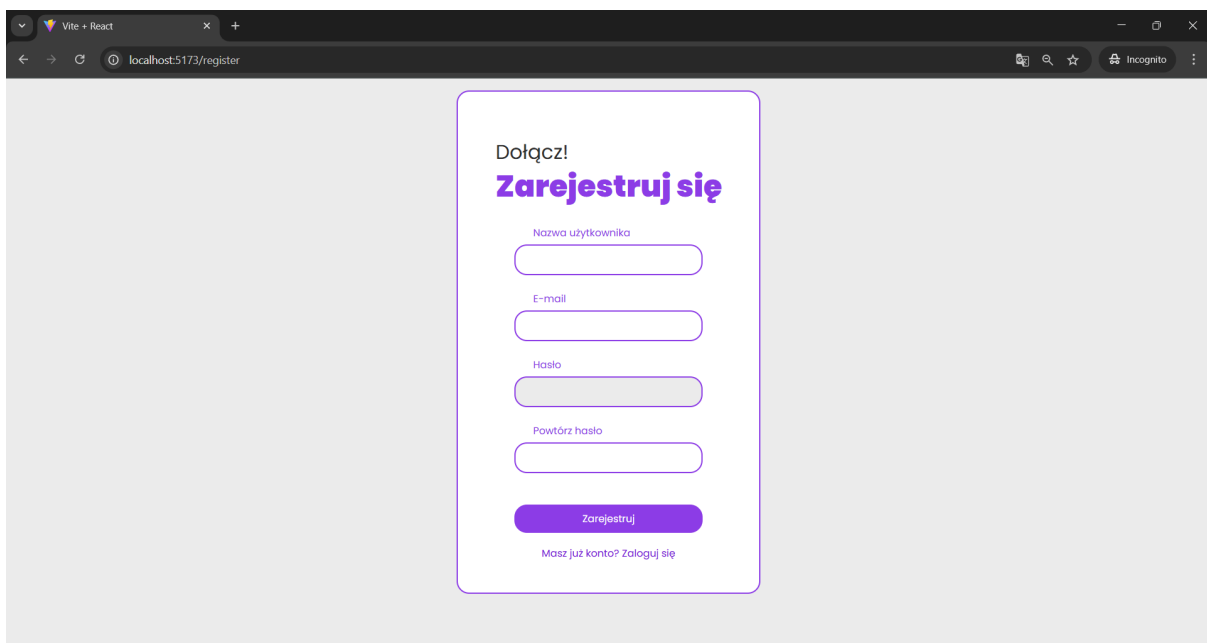 Vite + React
localhost:5173/register
Incognito
Dołącz!
Zarejestruj się
Nazwa użytkownika
E-mail
Hasło
Powtórz hasło
Zarejestruj
Masz już konto? Zaloguj się